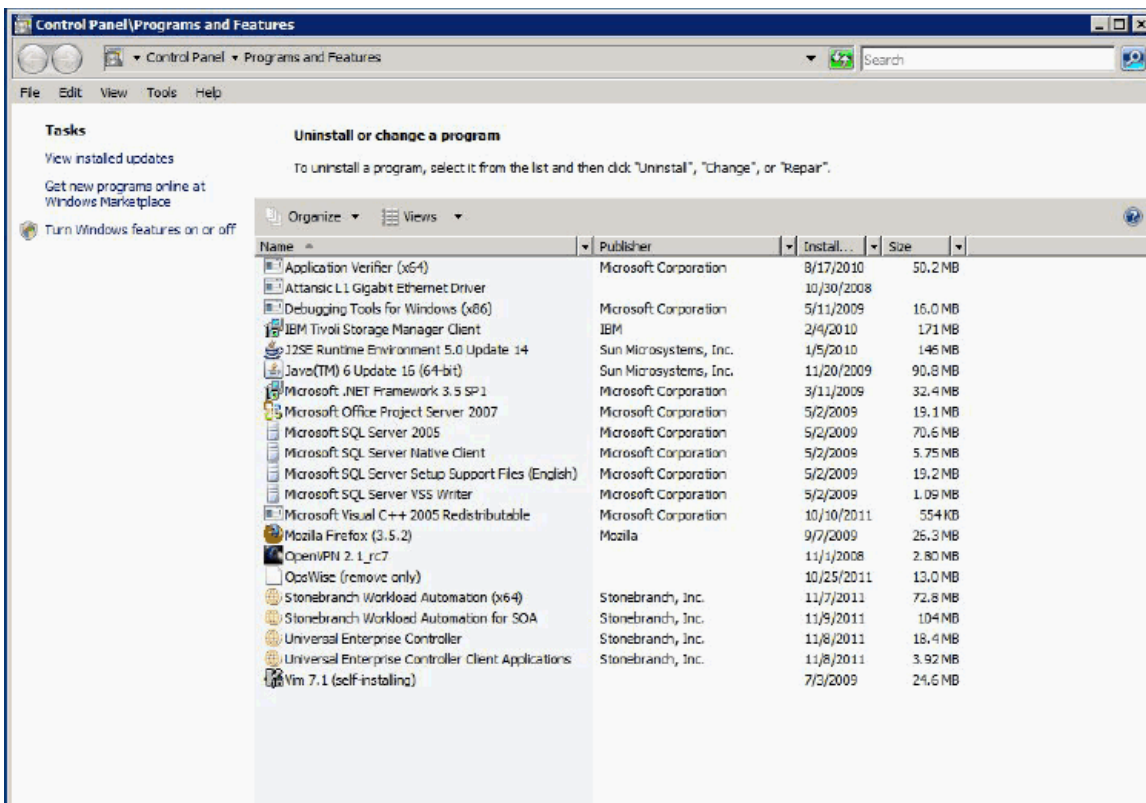 Control Panel\Programs and Features
Control Panel Programs and Features
Search
File Edit View Tools Help
Tasks
View installed updates
Get new programs online at
Windows Marketplace
Turn Windows features on or off
Uninstall or change a program
To uninstall a program, select it from the list and then click "Uninstall", "Change", or "Repair".
Organize Views
Name Publisher Install... Size
Application Verifier (x64) Microsoft Corporation 8/17/2010 50.2 MB
Attansic L1 Gigabit Ethernet Driver 10/30/2008
Debugging Tools for Windows (x86) Microsoft Corporation 5/11/2009 16.0 MB
IBM Tivoli Storage Manager Client IBM 2/4/2010 171 MB
J2SE Runtime Environment 5.0 Update 14 Sun Microsystems, Inc. 1/5/2010 146 MB
Java(TM) 6 Update 16 (64-bit) Sun Microsystems, Inc. 11/20/2009 90.8 MB
Microsoft .NET Framework 3.5 SP1 Microsoft Corporation 3/11/2009 32.4 MB
Microsoft Office Project Server 2007 Microsoft Corporation 5/2/2009 19.1 MB
Microsoft SQL Server 2005 Microsoft Corporation 5/2/2009 70.6 MB
Microsoft SQL Server Native Client Microsoft Corporation 5/2/2009 5.75 MB
Microsoft SQL Server Setup Support Files (English) Microsoft Corporation 5/2/2009 19.2 MB
Microsoft SQL Server VSS Writer Microsoft Corporation 5/2/2009 1.09 MB
Microsoft Visual C++ 2005 Redistributable Microsoft Corporation 10/10/2011 554 KB
Mozilla Firefox (3.5.2) Mozilla 9/7/2009 26.3 MB
OpenVPN 2.1_rc7 11/1/2008 2.80 MB
OpsWise (remove only) 10/25/2011 13.0 MB
Stonebranch Workload Automation (x64) Stonebranch, Inc. 11/7/2011 72.8 MB
Stonebranch Workload Automation for SOA Stonebranch, Inc. 11/9/2011 104 MB
Universal Enterprise Controller Stonebranch, Inc. 11/8/2011 18.4 MB
Universal Enterprise Controller Client Applications Stonebranch, Inc. 11/8/2011 3.92 MB
Vim 7.1 (self-installing) 7/3/2009 24.6 MB